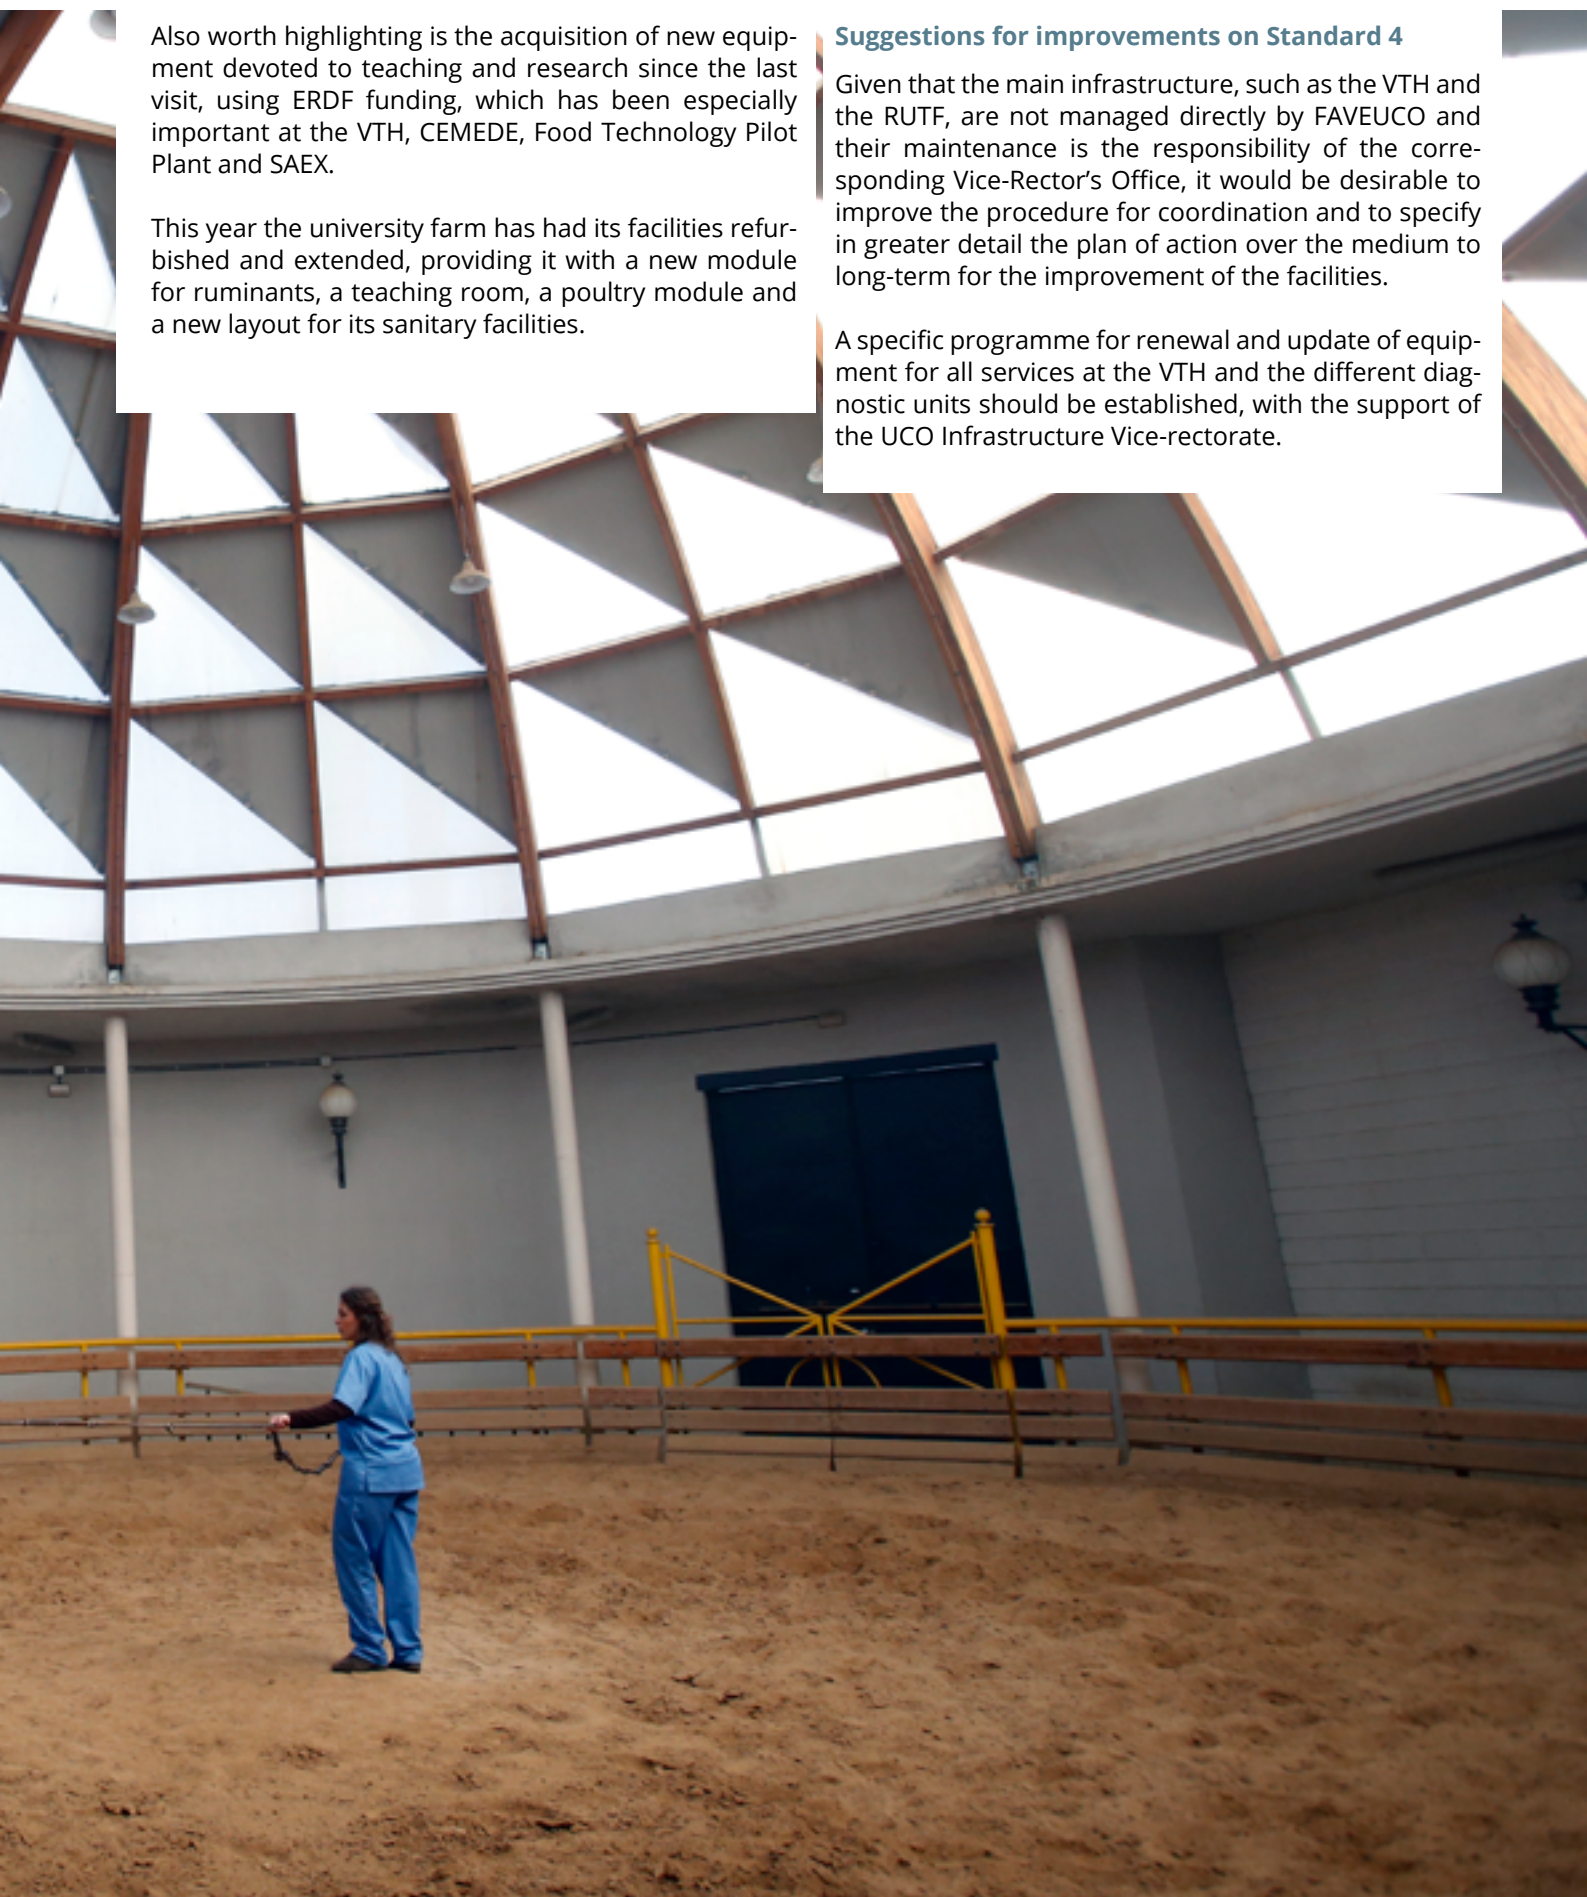 Also worth highlighting is the acquisition of new equip-
ment devoted to teaching and research since the last
visit, using ERDF funding, which has been especially
important at the VTH, CEMEDE, Food Technology Pilot
Plant and SAEX.
This year the university farm has had its facilities refur-
bished and extended, providing it with a new module
for ruminants, a teaching room, a poultry module and
a new layout for its sanitary facilities.
Suggestions for improvements on Standard 4
Given that the main infrastructure, such as the VTH and
the RUTF, are not managed directly by FAVEUCO and
their maintenance is the responsibility of the corre-
sponding Vice-Rector’s Office, it would be desirable to
improve the procedure for coordination and to specify
in greater detail the plan of action over the medium to
long-term for the improvement of the facilities.
A specific programme for renewal and update of equip-
ment for all services at the VTH and the different diag-
nostic units should be established, with the support of
the UCO Infrastructure Vice-rectorate.